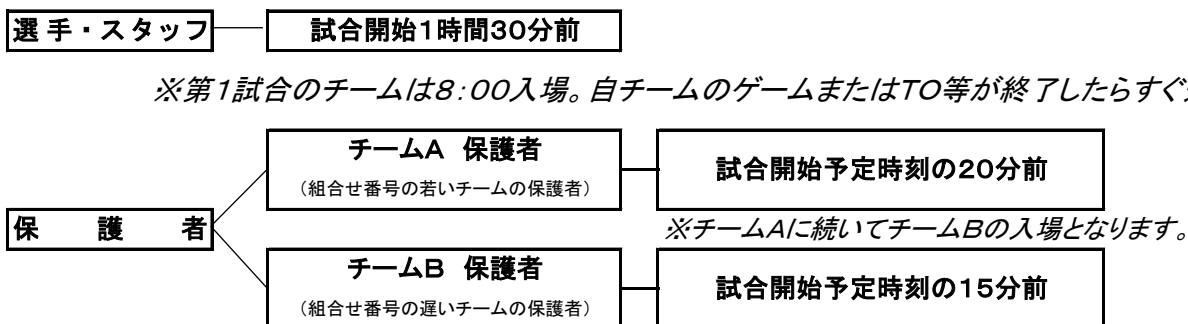 選 手・スタッフ 試合開始1時間30分前
※第1試合のチームは8:00入場。自チームのゲームまたはTO等が終了したらすぐ
チームA 保護者
(組合せ番号の若いチームの保護者)
試合開始予定時刻の20分前
保 護 者
※チームAに続いてチームBの入場となります。
チームB 保護者
(組合せ番号の遅いチームの保護者)
試合開始予定時刻の15分前